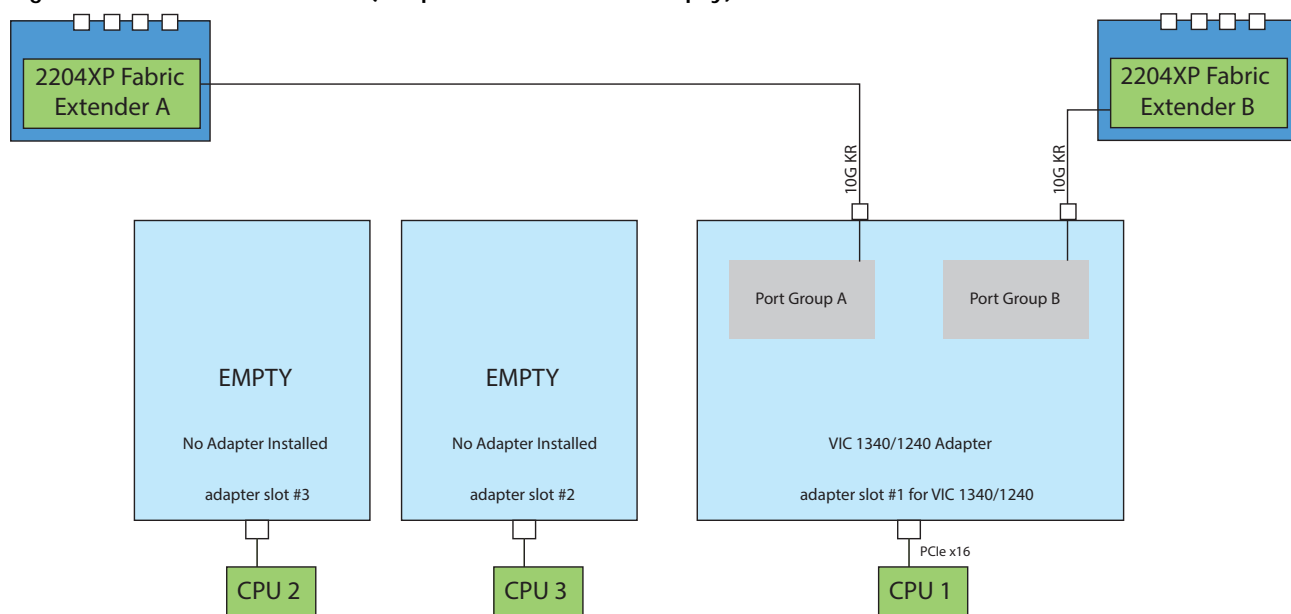 2204XP Fabric
Extender A
2204XP Fabric
Extender B
10G KR
10G KR
Port Group A
Port Group B
EMPTY
EMPTY
No Adapter Installed
No Adapter Installed
VIC 1340/1240 Adapter
adapter slot #3
adapter slot #2
adapter slot #1 for VIC 1340/1240
PCIe x16
CPU 2
CPU 3
CPU 1